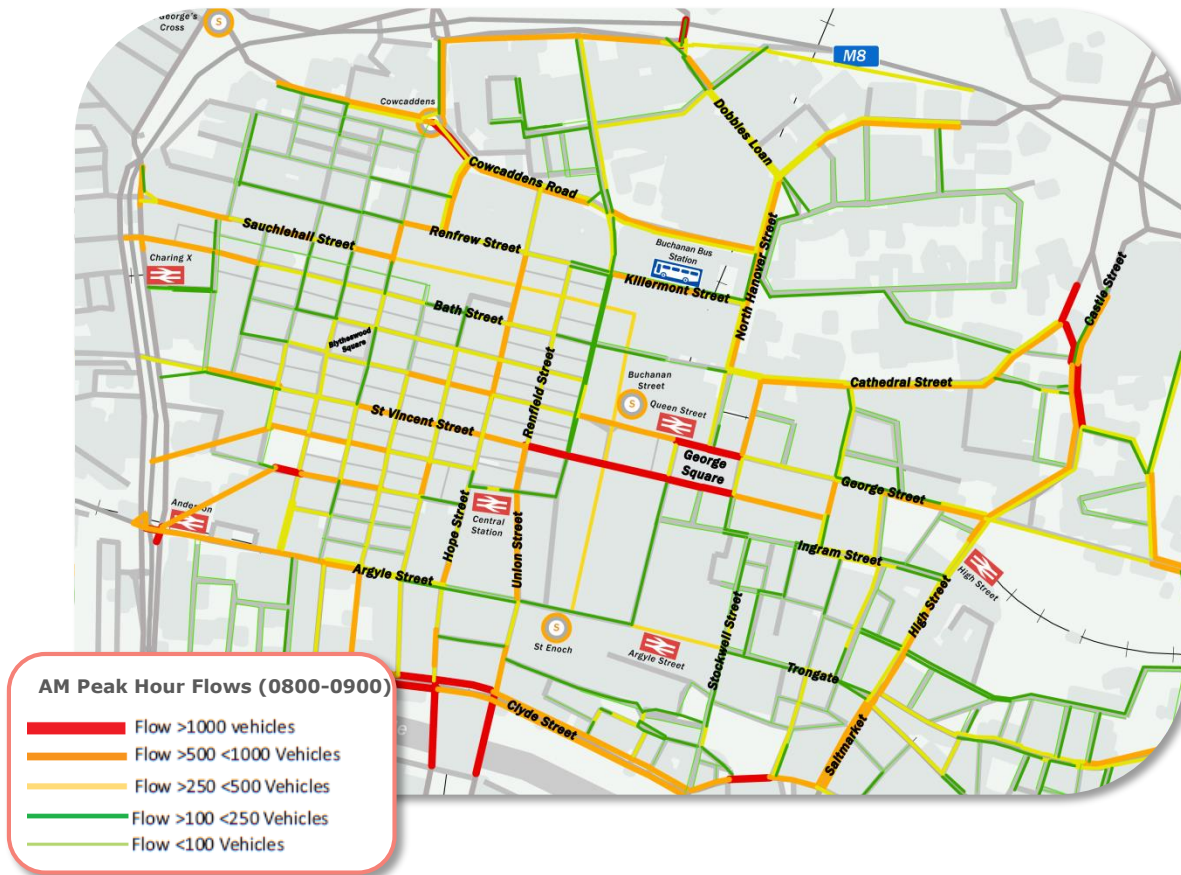 George's
Cross
S
M8
Cowcaddens
Dobbies Loan
Cowcaddens Road
Sauchiehall Street
Renfrew Street
Charing X
Buchanan Bus
Station
Killermont Street
North Hanover Street
Castle Street
Bath Street
Blythswood
Square
Renfield Street
Buchanan
Street
S
Queen Street
Cathedral Street
St Vincent Street
George
Square
George Street
Anderson
Hope Street
Central
Station
Union Street
Ingram Street
High Street
Argyle Street
High Street
S
St Enoch
Argyle Street
Stockwell Street
Trongate
Clyde Street
Saltmarket
AM Peak Hour Flows (0800-0900)
Flow >1000 vehicles
Flow >500 <1000 Vehicles
Flow >250 <500 Vehicles
Flow >100 <250 Vehicles
Flow <100 Vehicles